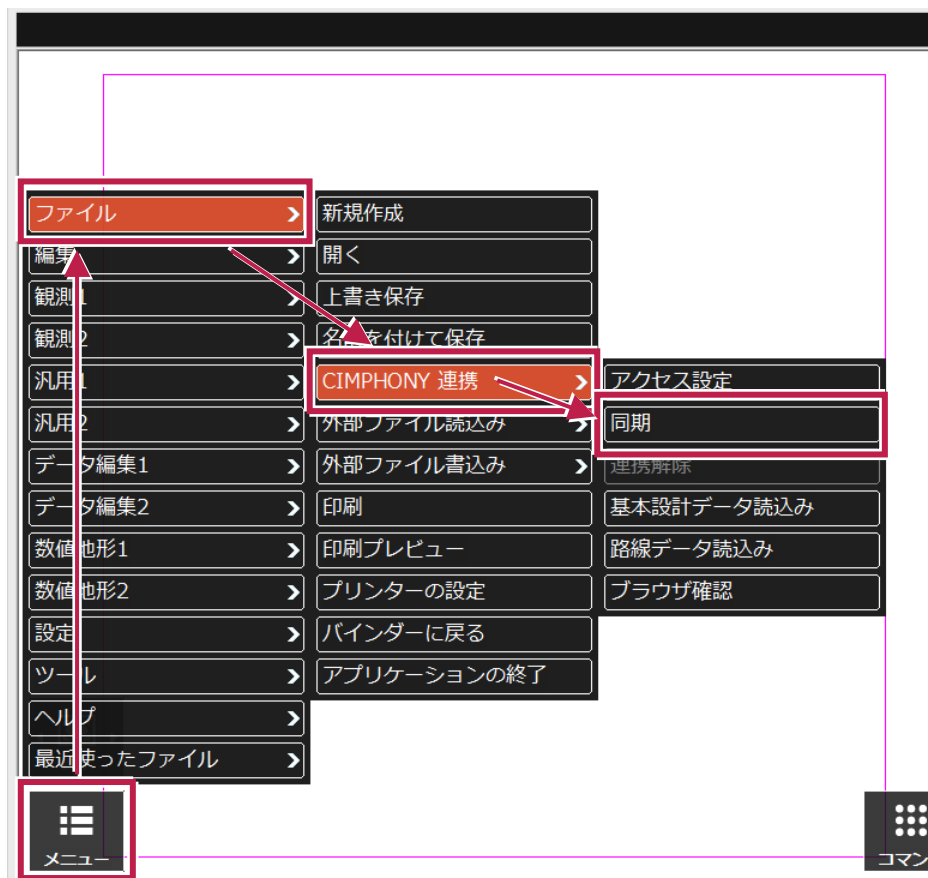 ファイル
編集
観測1
観測2
汎用1
汎用2
データ編集1
データ編集2
数値地形1
数値地形2
設定
ツール
ヘルプ
最近使ったファイル
新規作成
開く
上書き保存
名前を付けて保存
CIMPHONY 連携
外部ファイル読込み
外部ファイル書込み
印刷
印刷プレビュー
プリンターの設定
バインダーに戻る
アプリケーションの終了
アクセス設定
同期
連携解除
基本設計データ読込み
路線データ読込み
ブラウザ確認
メニュー
コマン